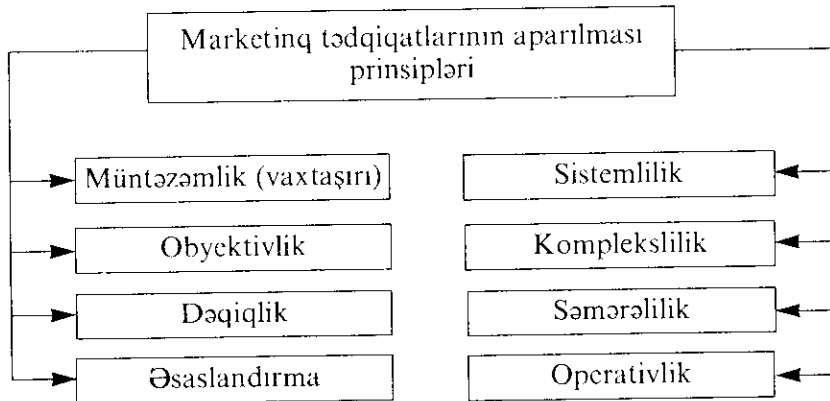 Marketinq tədqiqatlarının aparılması
prinsipləri
Müntəzəmlik (vaxtaşırı)
Sistemlilik
Obyektivlik
Komplekslilik
Dəqiqlik
Səmərəlilik
Əsaslandırma
Operativlik